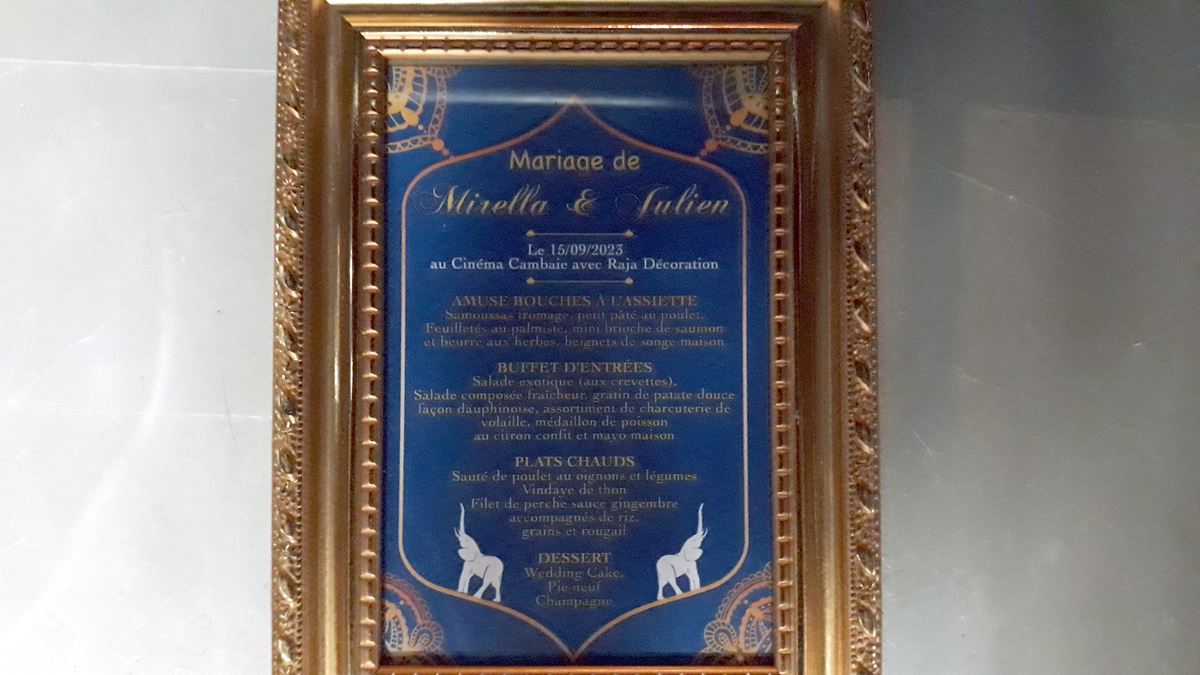 Mariage de
Mirella & Julien
Le 15/09/2023
au Cinéma Cambaie avec Raja Décoration
AMUSE BOUCHES À L'ASSIETTE
Samoussas fromage, petit pâté au poulet,
Feuilletés au palmiste, mini brioche de saumon
et beurre aux herbes, beignets de songe maison
BUFFET D'ENTRÉES
Salade exotique (aux crevettes),
Salade composée fraîcheur, gratin de patate douce
façon dauphinoise, assortiment de charcuterie de
volaille, médaillon de poisson
au citron confit et mayo maison
PLATS CHAUDS
Sauté de poulet au oignons et légumes
Vindaye de thon
Filet de perche sauce gingembre
accompagnés de riz,
grains et rougail
DESSERT
Wedding Cake,
Pie neuf
Champagne